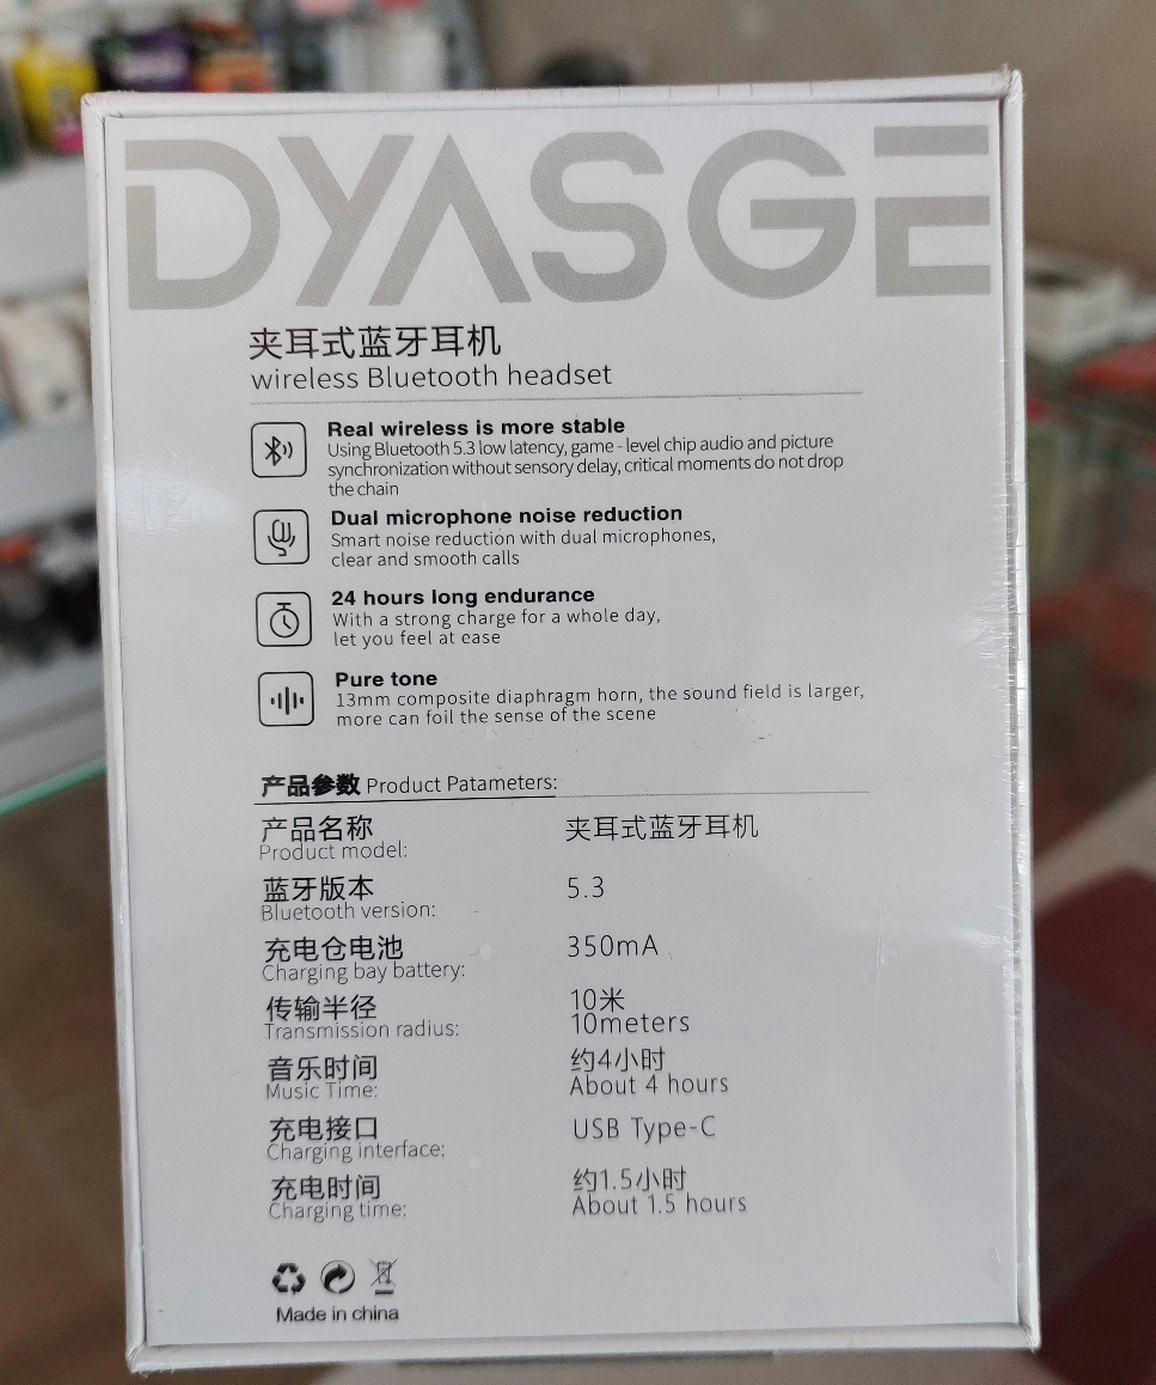 DYASGE
夹耳式蓝牙耳机
wireless Bluetooth headset
Real wireless is more stable
Using Bluetooth 5.3 low latency, game - level chip audio and picture
synchronization without sensory delay, critical moments do not drop
the chain
Dual microphone noise reduction
Smart noise reduction with dual microphones,
clear and smooth calls
24 hours long endurance
With a strong charge for a whole day,
let you feel at ease
Pure tone
13mm composite diaphragm horn, the sound field is larger,
more can foil the sense of the scene
产品参数 Product Patameters:
产品名称 夹耳式蓝牙耳机
Product model:
蓝牙版本 5.3
Bluetooth version:
充电仓电池 350mA
Charging bay battery:
传输半径 10米
Transmission radius: 10meters
音乐时间 约4小时
Music Time: About 4 hours
充电接口 USB Type-C
Charging interface:
充电时间 约1.5小时
Charging time: About 1.5 hours
Made in china